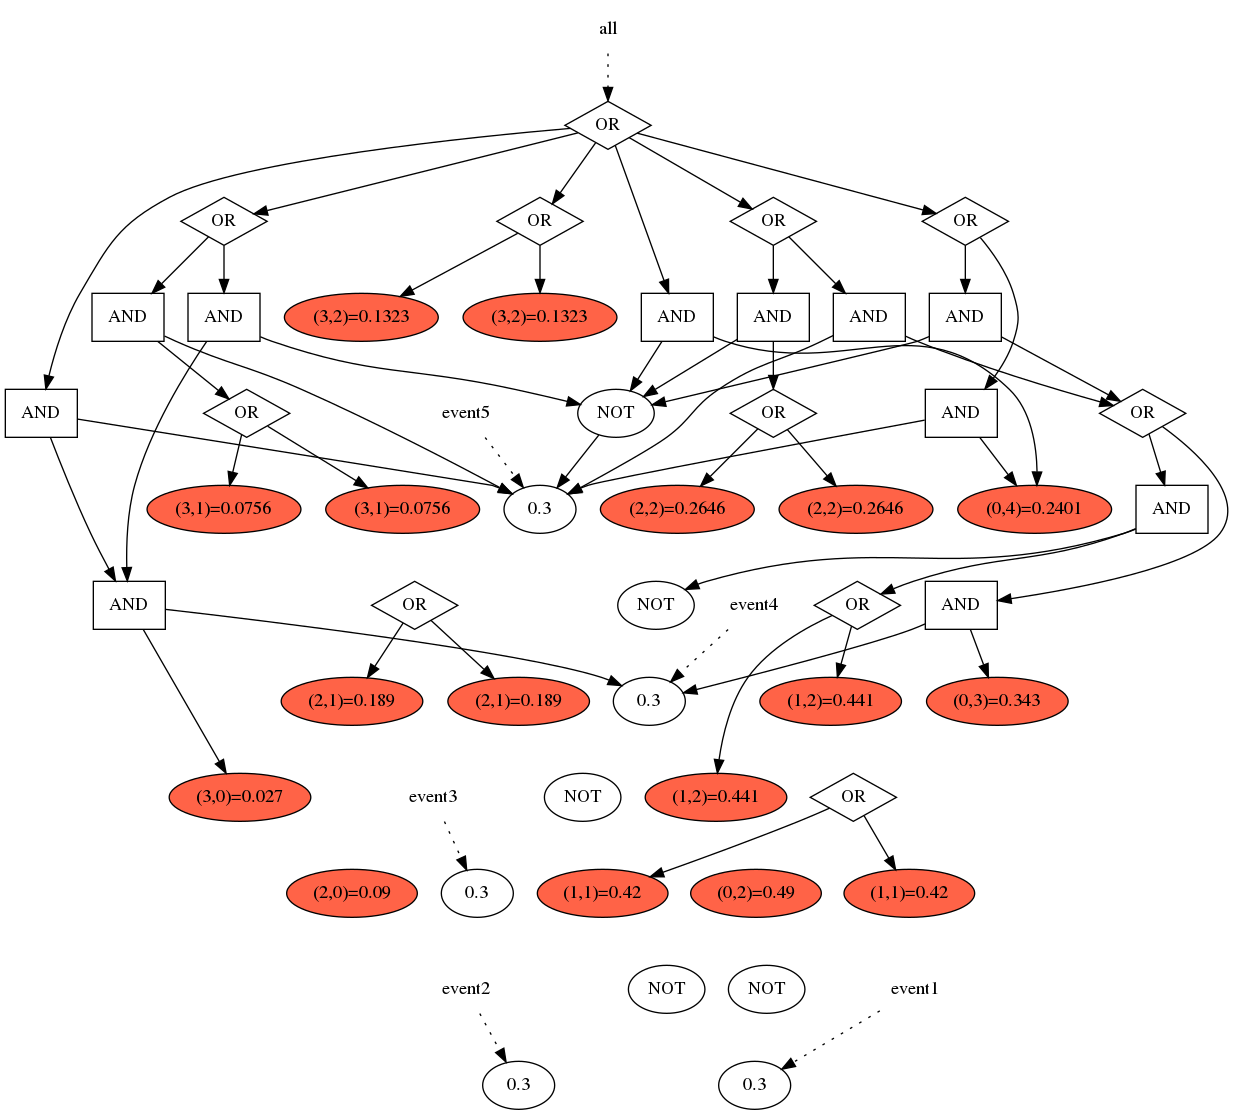 all
OR
OR
OR
OR
OR
AND
AND
(3,2)=0.1323
(3,2)=0.1323
AND
AND
AND
AND
AND
OR
event5
NOT
OR
AND
OR
(3,1)=0.0756
(3,1)=0.0756
0.3
(2,2)=0.2646
(2,2)=0.2646
(0,4)=0.2401
AND
AND
OR
NOT
event4
OR
AND
(2,1)=0.189
(2,1)=0.189
0.3
(1,2)=0.441
(0,3)=0.343
(3,0)=0.027
event3
NOT
(1,2)=0.441
OR
(2,0)=0.09
0.3
(1,1)=0.42
(0,2)=0.49
(1,1)=0.42
event2
NOT
NOT
event1
0.3
0.3